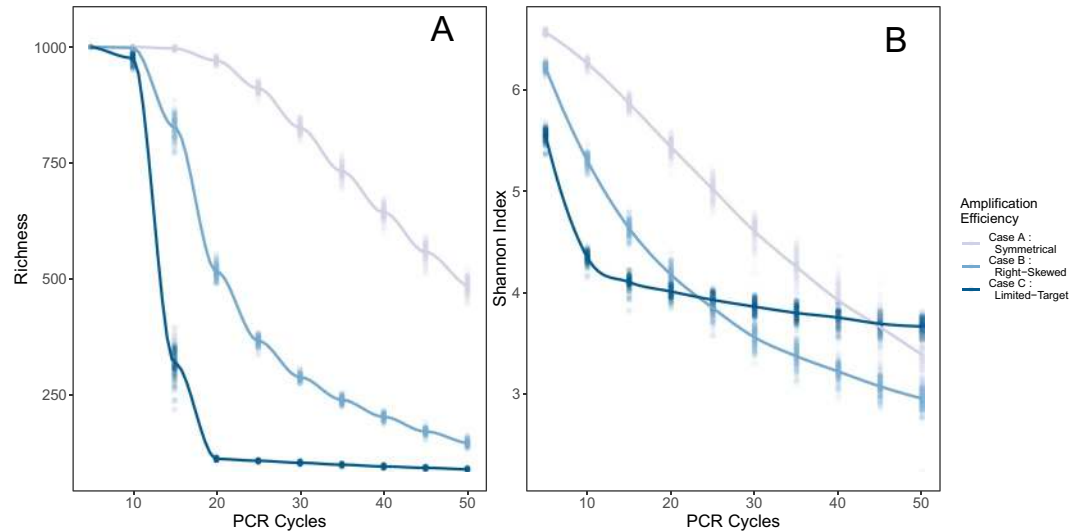 A
1000
750
500
250
Richness
10
20
30
40
50
PCR Cycles
B
6
5
4
3
Shannon Index
10
20
30
40
50
PCR Cycles
Amplification
Efficiency
Case A :
Symmetrical
Case B :
Right−Skewed
Case C :
Limited−Target